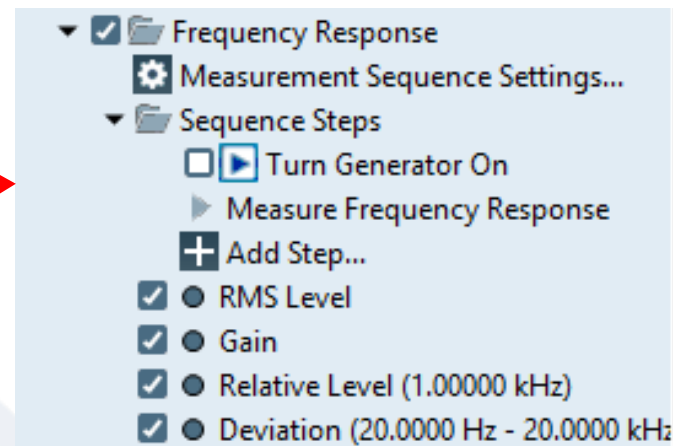 Frequency Response
Measurement Sequence Settings...
Sequence Steps
Turn Generator On
Measure Frequency Response
Add Step...
RMS Level
Gain
Relative Level (1.00000 kHz)
Deviation (20.0000 Hz - 20.0000 kHz